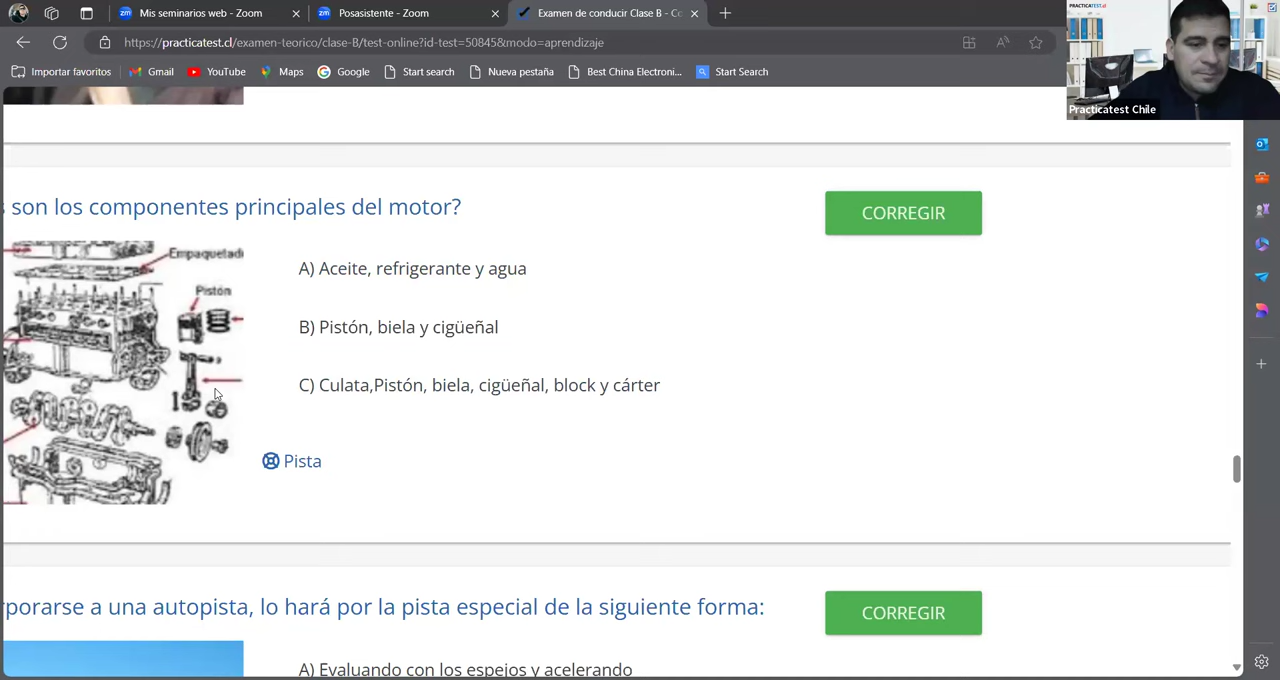 Mis seminarios web - Zoom
Posasistente - Zoom
Examen de conducir Clase B - Co
https://practicatest.cl/examen-teorico/clase-B/test-online?id-test=50845&modo=aprendizaje
Importar favoritos
Gmail
YouTube
Maps
Google
Start search
Nueva pestaña
Best China Electroni...
Start Search
PRACTICATEST.cl
Practicatest Chile
s son los componentes principales del motor?
CORREGIR
Empaquetad
Pistón
A) Aceite, refrigerante y agua
B) Pistón, biela y cigüeñal
C) Culata,Pistón, biela, cigüeñal, block y cárter
Pista
porarse a una autopista, lo hará por la pista especial de la siguiente forma:
CORREGIR
A) Evaluando con los espejos y acelerando